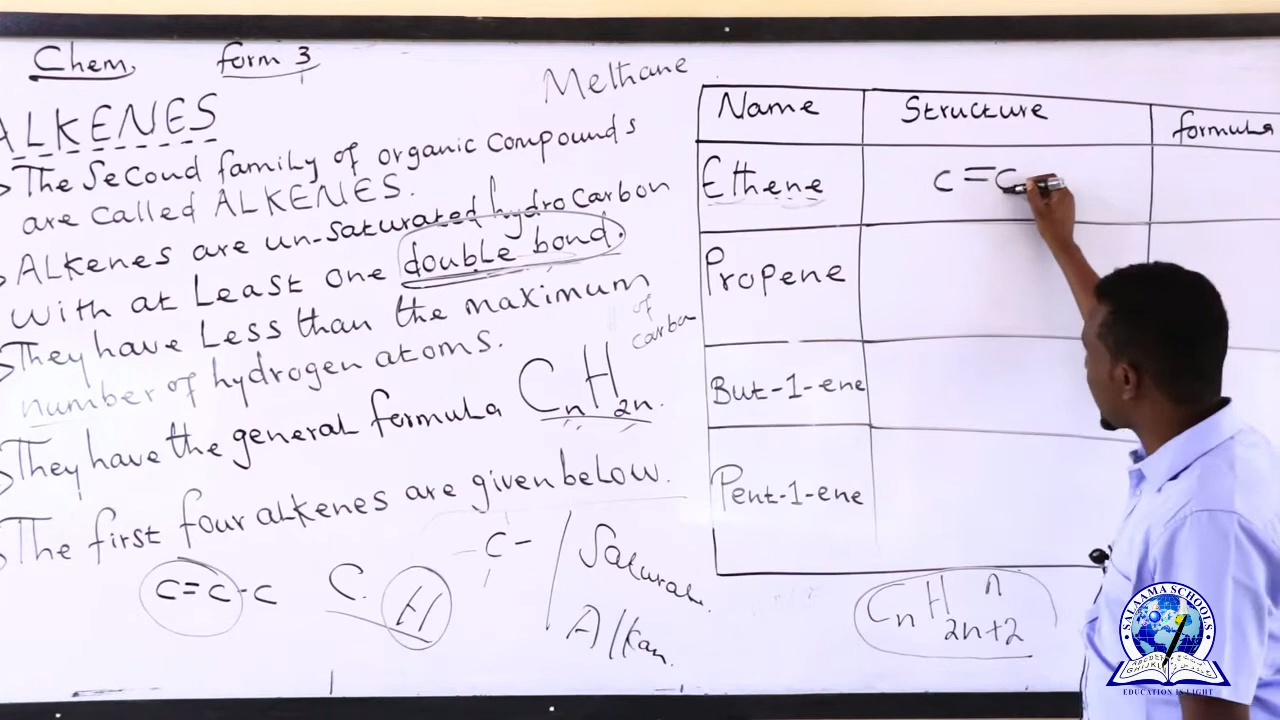 Chem. form 3
ALKENES
The Second family of organic compounds
are called ALKENES.
ALkenes are un-saturated hydrocarbon
with at Least one double bond.
They have Less than the maximum
number of hydrogen atoms.
of
carbon
They have the general formula CnH2n.
The first four alkenes are given below.
C=C-C
C.
H
-C-
Saturat
Alkan.
Methane
Name Structure formula
Ethene C=C
Propene
But-1-ene
Pent-1-ene
n
CnH2n+2
SALAAMA SCHOOLS
EDUCATION IS LIGHT